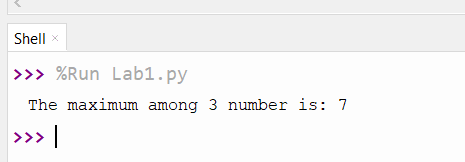 Shell ×
>>> %Run Lab1.py
The maximum among 3 number is: 7
>>>